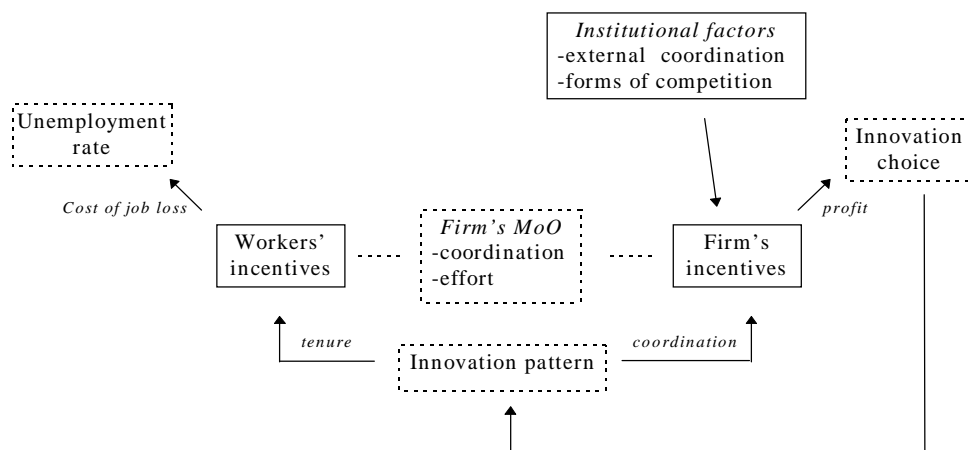 Institutional factors
-external coordination
-forms of competition
Unemployment
rate
Innovation
choice
Cost of job loss
profit
Workers'
incentives
Firm's MoO
-coordination
-effort
Firm's
incentives
tenure
coordination
Innovation pattern